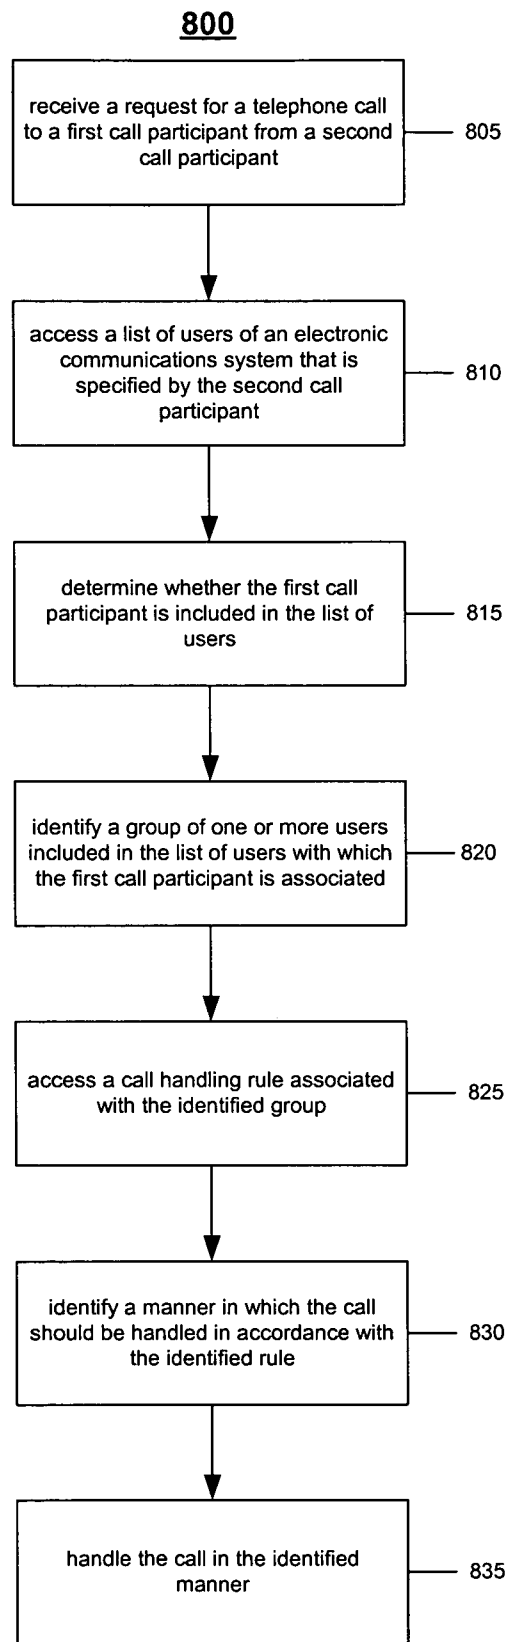 800
receive a request for a telephone call
to a first call participant from a second
call participant
805
access a list of users of an electronic
communications system that is
specified by the second call
participant
810
determine whether the first call
participant is included in the list of
users
815
identify a group of one or more users
included in the list of users with which
the first call participant is associated
820
access a call handling rule associated
with the identified group
825
identify a manner in which the call
should be handled in accordance with
the identified rule
830
handle the call in the identified
manner
835